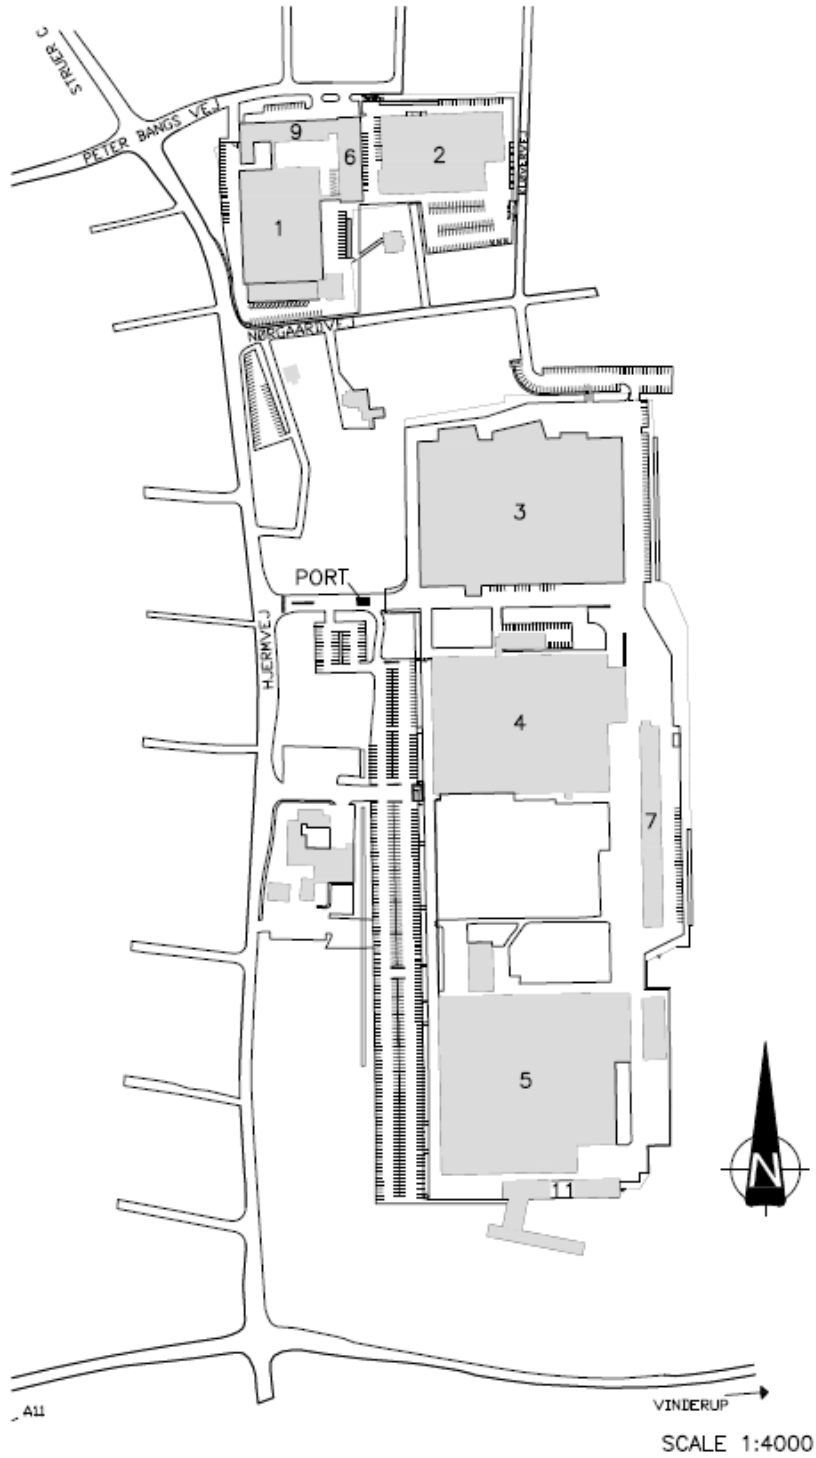 STRUER C
PETER BANGS VEJ
9
6
2
KLØVERVEJ
1
NØRGAARDVEJ
3
PORT
HJERMVEJ
4
7
5
N
11
VINDERUP
A11
SCALE 1:4000